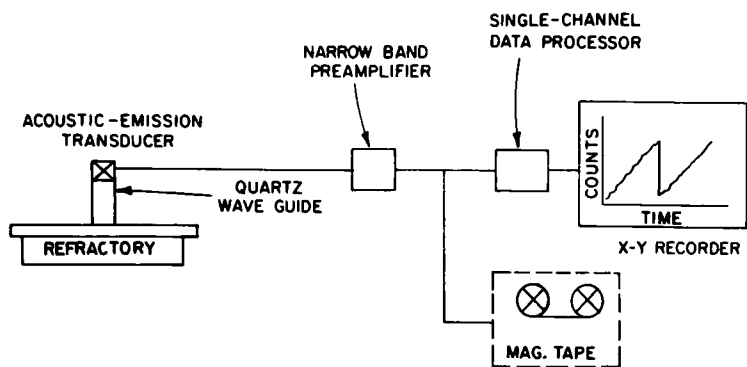 SINGLE-CHANNEL
DATA PROCESSOR
NARROW BAND
PREAMPLIFIER
ACOUSTIC-EMISSION
TRANSDUCER
QUARTZ
WAVE GUIDE
REFRACTORY
COUNTS
TIME
X-Y RECORDER
MAG. TAPE